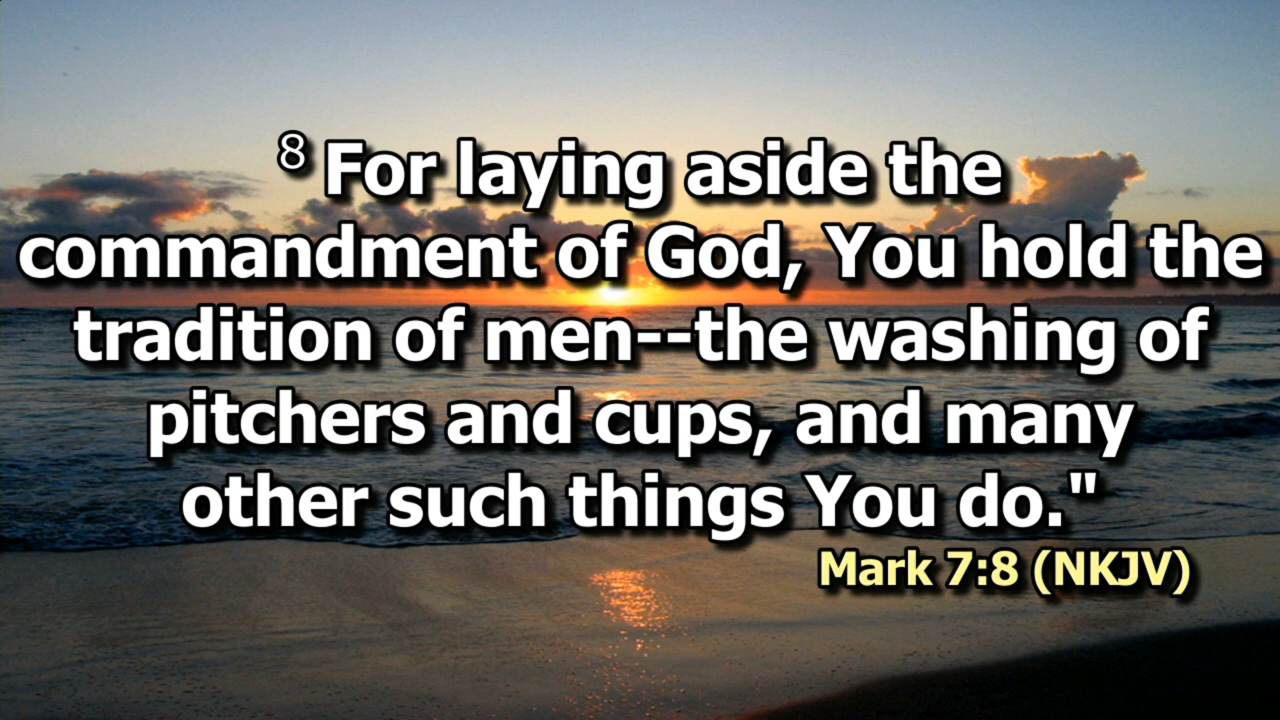 8 For laying aside the
commandment of God, You hold the
tradition of men--the washing of
pitchers and cups, and many
other such things You do."
Mark 7:8 (NKJV)